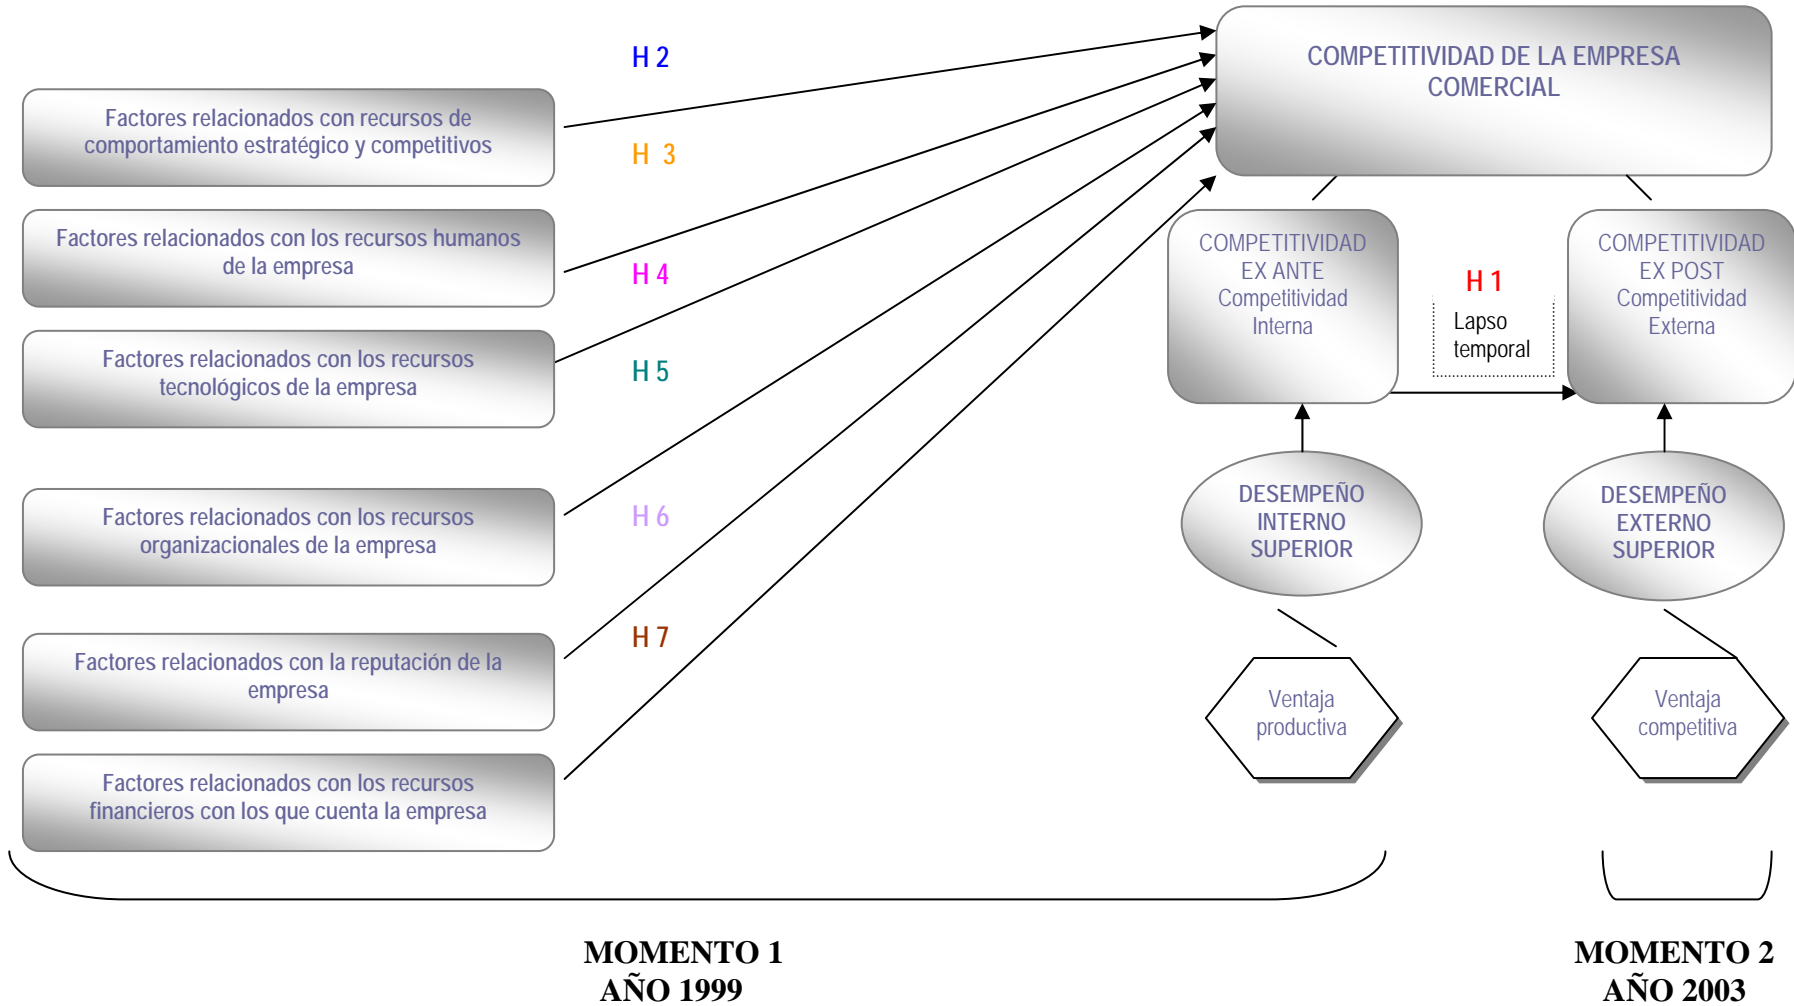 H 2
Factores relacionados con recursos de
comportamiento estratégico y competitivos
H 3
Factores relacionados con los recursos humanos
de la empresa
H 4
Factores relacionados con los recursos
tecnológicos de la empresa
H 5
Factores relacionados con los recursos
organizacionales de la empresa
H 6
Factores relacionados con la reputación de la
empresa
H 7
Factores relacionados con los recursos
financieros con los que cuenta la empresa
COMPETITIVIDAD DE LA EMPRESA
COMERCIAL
COMPETITIVIDAD
EX ANTE
Competitividad
Interna
H 1
Lapso
temporal
COMPETITIVIDAD
EX POST
Competitividad
Externa
DESEMPEÑO
INTERNO
SUPERIOR
DESEMPEÑO
EXTERNO
SUPERIOR
Ventaja
productiva
Ventaja
competitiva
MOMENTO 1
AÑO 1999
MOMENTO 2
AÑO 2003